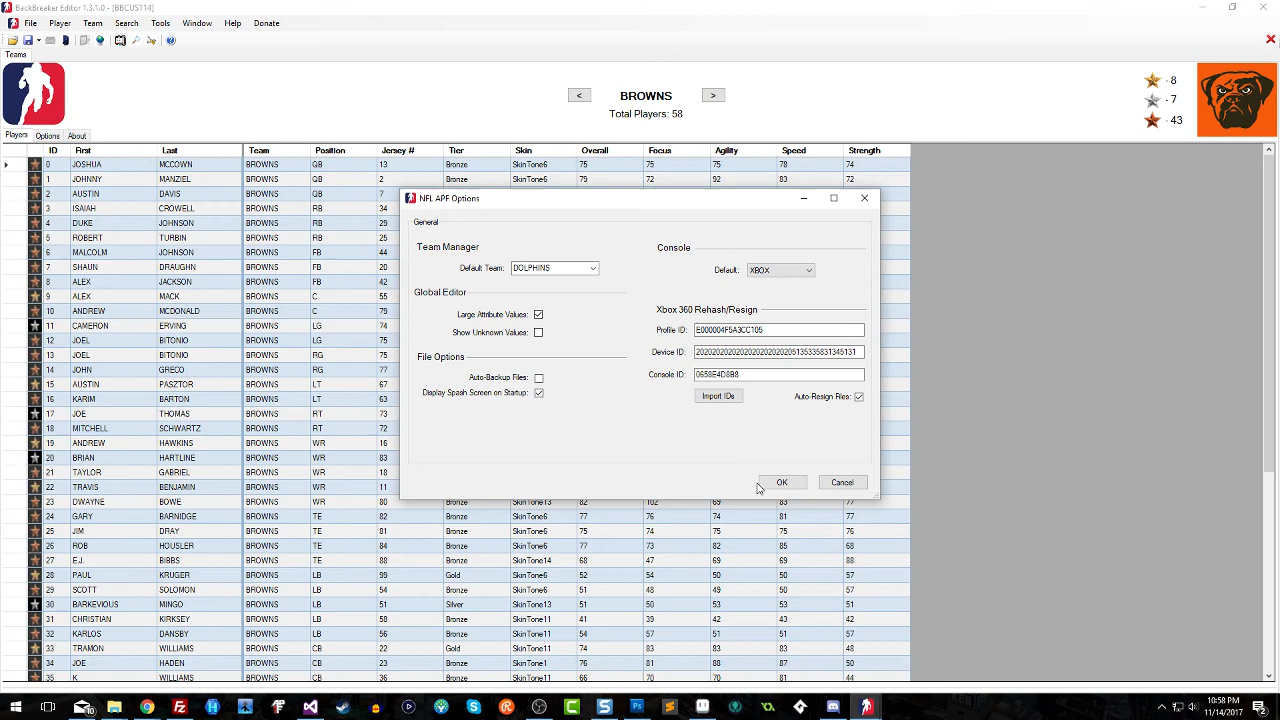 BackBreaker Editor 1.3.1.0 - [BBCUST14]
File Player Team Search Tools Window Help Donate
Teams
< BROWNS >
Total Players: 58
- 8
- 7
- 43
Players Options About
ID First Last Team Position Jersey # Tier Skin Overall Focus Agility Speed Strength
0 JOSHUA MCCOWN BROWNS QB 13 Bronze SkinTone6 75 75 75 78 74
1 JOHNNY MANZIEL BROWNS QB 2 Bronze SkinTone6 79 72 92 83 72
2 AUSTIN DAVIS BROWNS QB 7
3 ISAIAH CROWELL BROWNS RB 34
4 DUKE JOHNSON BROWNS RB 29
5 ROBERT TURBIN BROWNS RB 25
6 MALCOLM JOHNSON BROWNS FB 44
7 SHAUN DRAUGHN BROWNS FB 20
8 ALEX JACKSON BROWNS FB 42
9 ALEX MACK BROWNS C 55
10 ANDREW MCDONALD BROWNS C 79
11 CAMERON ERVING BROWNS LG 74
12 JOEL BITONIO BROWNS LG 75
13 JOEL BITONIO BROWNS RG 75
14 JOHN GRECO BROWNS RG 77
15 AUSTIN PASZTOR BROWNS LT 67
16 KARIM BARTON BROWNS LT 63
17 JOE THOMAS BROWNS RT 73
18 MITCHELL SCHWARTZ BROWNS RT 72
19 ANDREW HAWKINS BROWNS WR 16
20 BRIAN HARTLINE BROWNS WR 83
21 TAYLOR GABRIEL BROWNS WR 18
22 TRAVIS BENJAMIN BROWNS WR 11
23 DWAYNE BOWE BROWNS WR 80 Bronze SkinTone13 82 102 69 83 77
24 GARY BARNIDGE BROWNS TE 82 Bronze SkinTone6 77 76 74 81 77
25 JIM DRAY BROWNS TE 81 Bronze SkinTone6 75 74 75 75 76
26 ROB HOUSLER BROWNS TE 84 Bronze SkinTone6 77 73 82 85 68
27 E.J. BIBBS BROWNS TE 88 Bronze SkinTone14 68 47 66 69 88
28 PAUL KRUGER BROWNS LB 99 Gold SkinTone6 52 54 50 50 57
29 SCOTT SOLOMON BROWNS LB 54 Bronze SkinTone6 51 48 49 50 57
30 BARKEVIOUS MINGO BROWNS LB 51 Silver SkinTone13 51 50 53 53 51
31 CHRISTIAN KIRKSEY BROWNS LB 58 Bronze SkinTone11 41 39 42 43 42
32 KARLOS DANSBY BROWNS LB 56 Bronze SkinTone11 54 57 51 51 57
33 TRAMON WILLIAMS BROWNS CB 22 Gold SkinTone11 74 83 81 83 48
34 JOE HADEN BROWNS CB 23 Bronze SkinTone1 76 81 88 87 50
35 K WILLIAMS BROWNS CB 36 Bronze SkinTone11 66 70 70 81 44
NFL APF Options
General
Team Manager
Default Team: DOLPHINS
Global Editor
Large Attribute Values:
Show Unknown Values:
File Options
Auto-Backup Files:
Display Spash Screen on Startup:
Console
Default: XBOX
Xbox 360 Rehash/Resign
Console ID: 0658E4D8B8
Profile ID:
Device ID:
Import IDs Auto-Resign Files:
OK Cancel
10:58 PM
11/14/2017